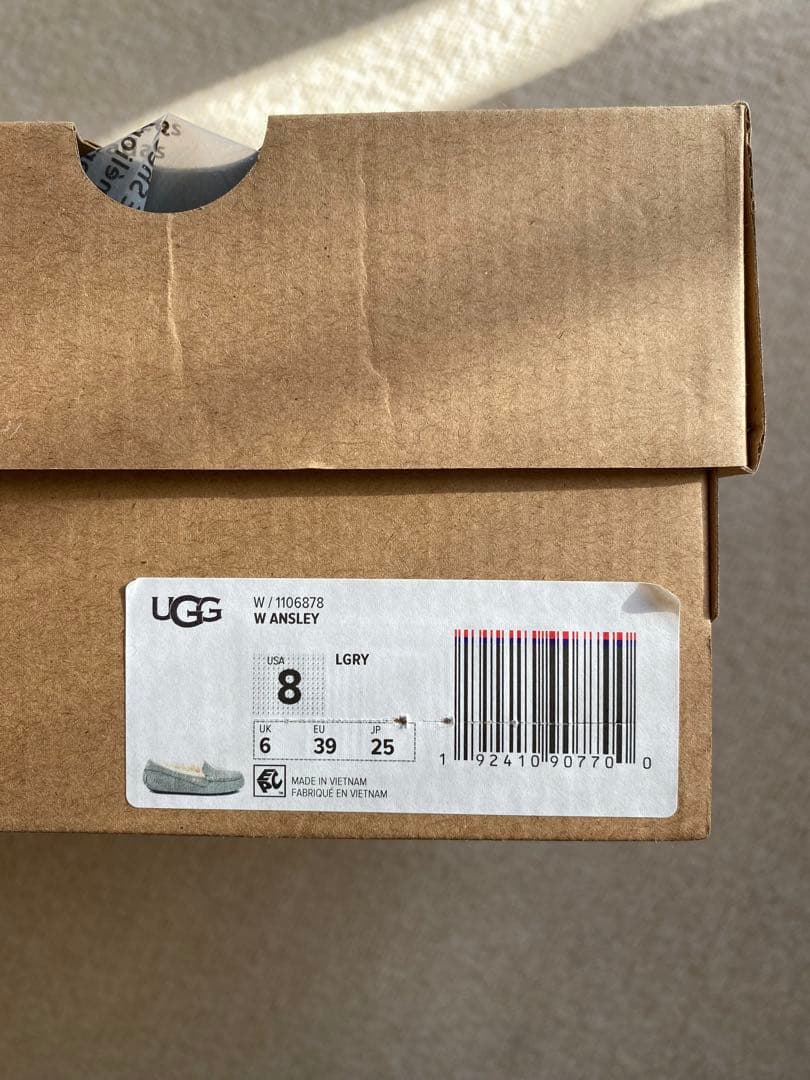 UGG
W / 1106878
W ANSLEY
USA
8
LGRY
UK EU JP
6 39 25
MADE IN VIETNAM
FABRIQUÉ EN VIETNAM
1 92410 90770 0